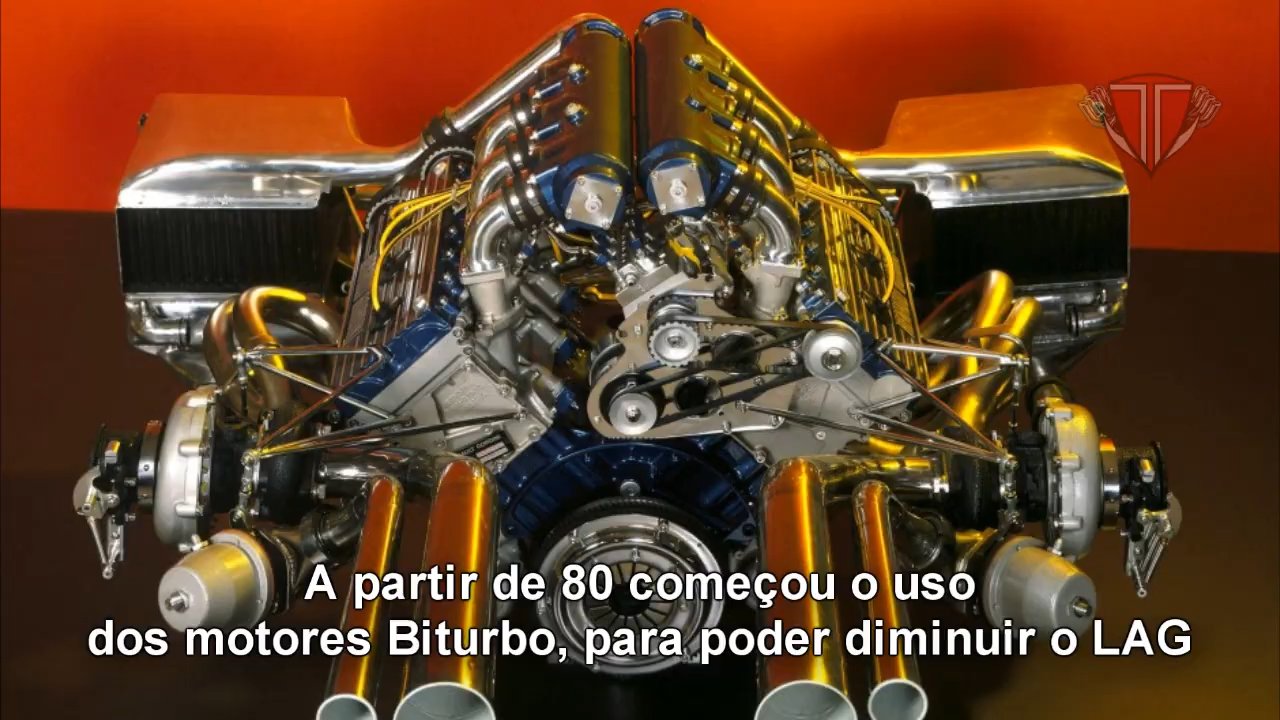 A partir de 80 começou o uso
dos motores Biturbo, para poder diminuir o LAG